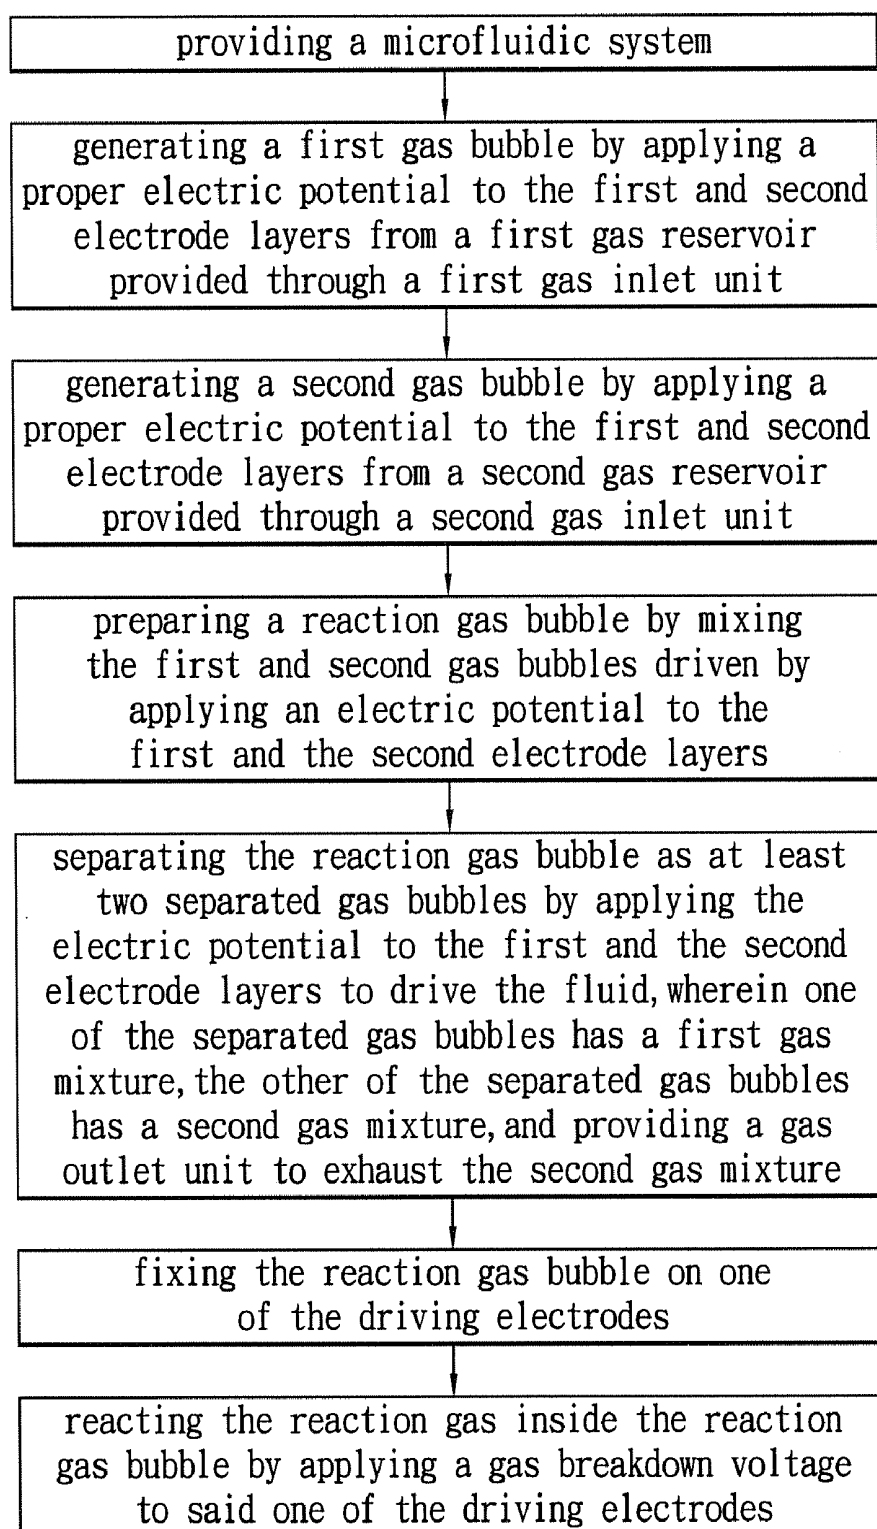 providing a microfluidic system
generating a first gas bubble by applying a
proper electric potential to the first and second
electrode layers from a first gas reservoir
provided through a first gas inlet unit
generating a second gas bubble by applying a
proper electric potential to the first and second
electrode layers from a second gas reservoir
provided through a second gas inlet unit
preparing a reaction gas bubble by mixing
the first and second gas bubbles driven by
applying an electric potential to the
first and the second electrode layers
separating the reaction gas bubble as at least
two separated gas bubbles by applying the
electric potential to the first and the second
electrode layers to drive the fluid, wherein one
of the separated gas bubbles has a first gas
mixture, the other of the separated gas bubbles
has a second gas mixture, and providing a gas
outlet unit to exhaust the second gas mixture
fixing the reaction gas bubble on one
of the driving electrodes
reacting the reaction gas inside the reaction
gas bubble by applying a gas breakdown voltage
to said one of the driving electrodes